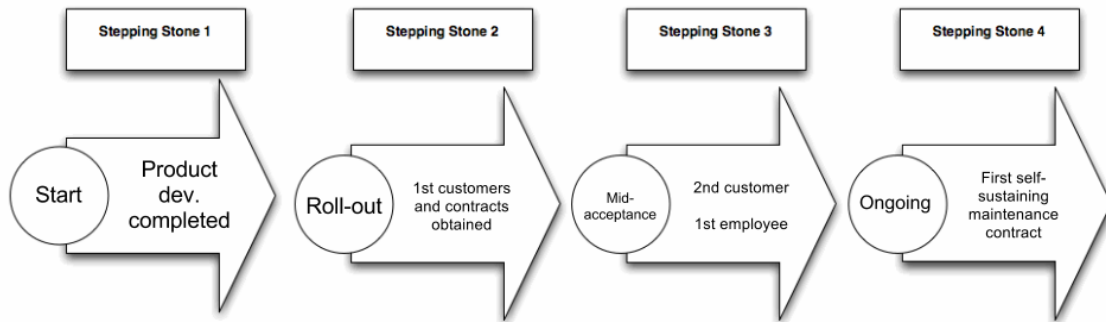 Stepping Stone 1
Stepping Stone 2
Stepping Stone 3
Stepping Stone 4
Start
Product
dev.
completed
Roll-out
1st customers
and contracts
obtained
Mid-
acceptance
2nd customer
1st employee
Ongoing
First self-
sustaining
maintenance
contract